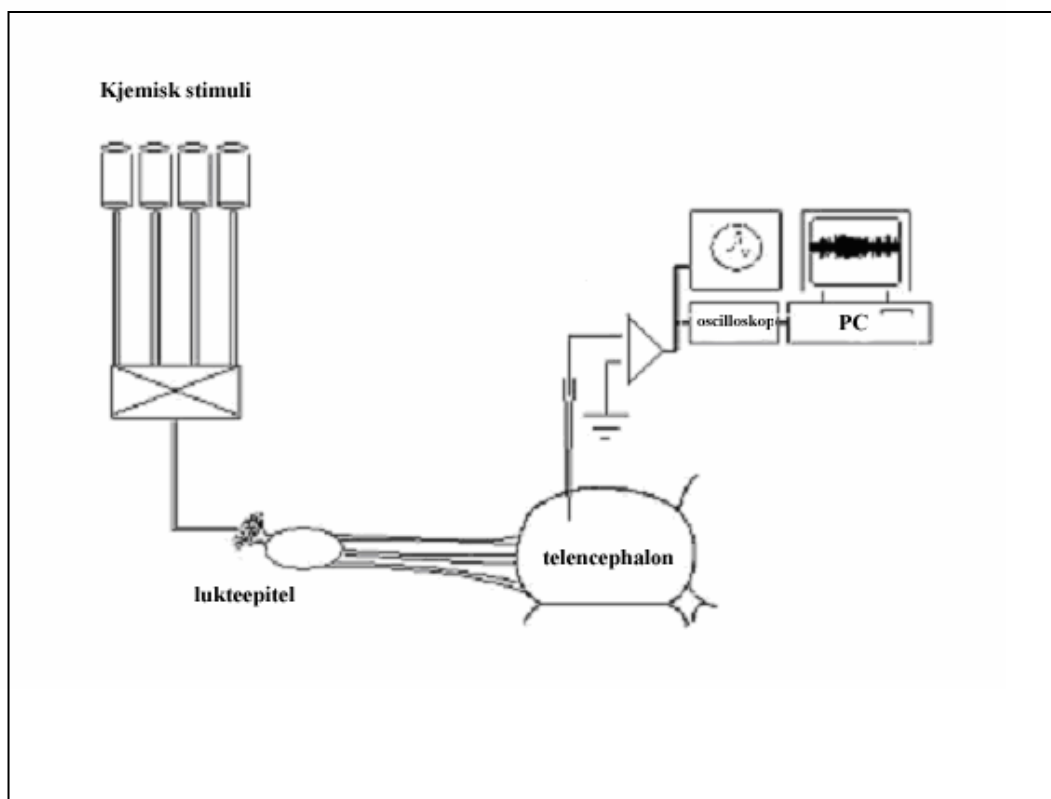 Kjemisk stimuli
oscilloskop
PC
telencephalon
lukteepitel